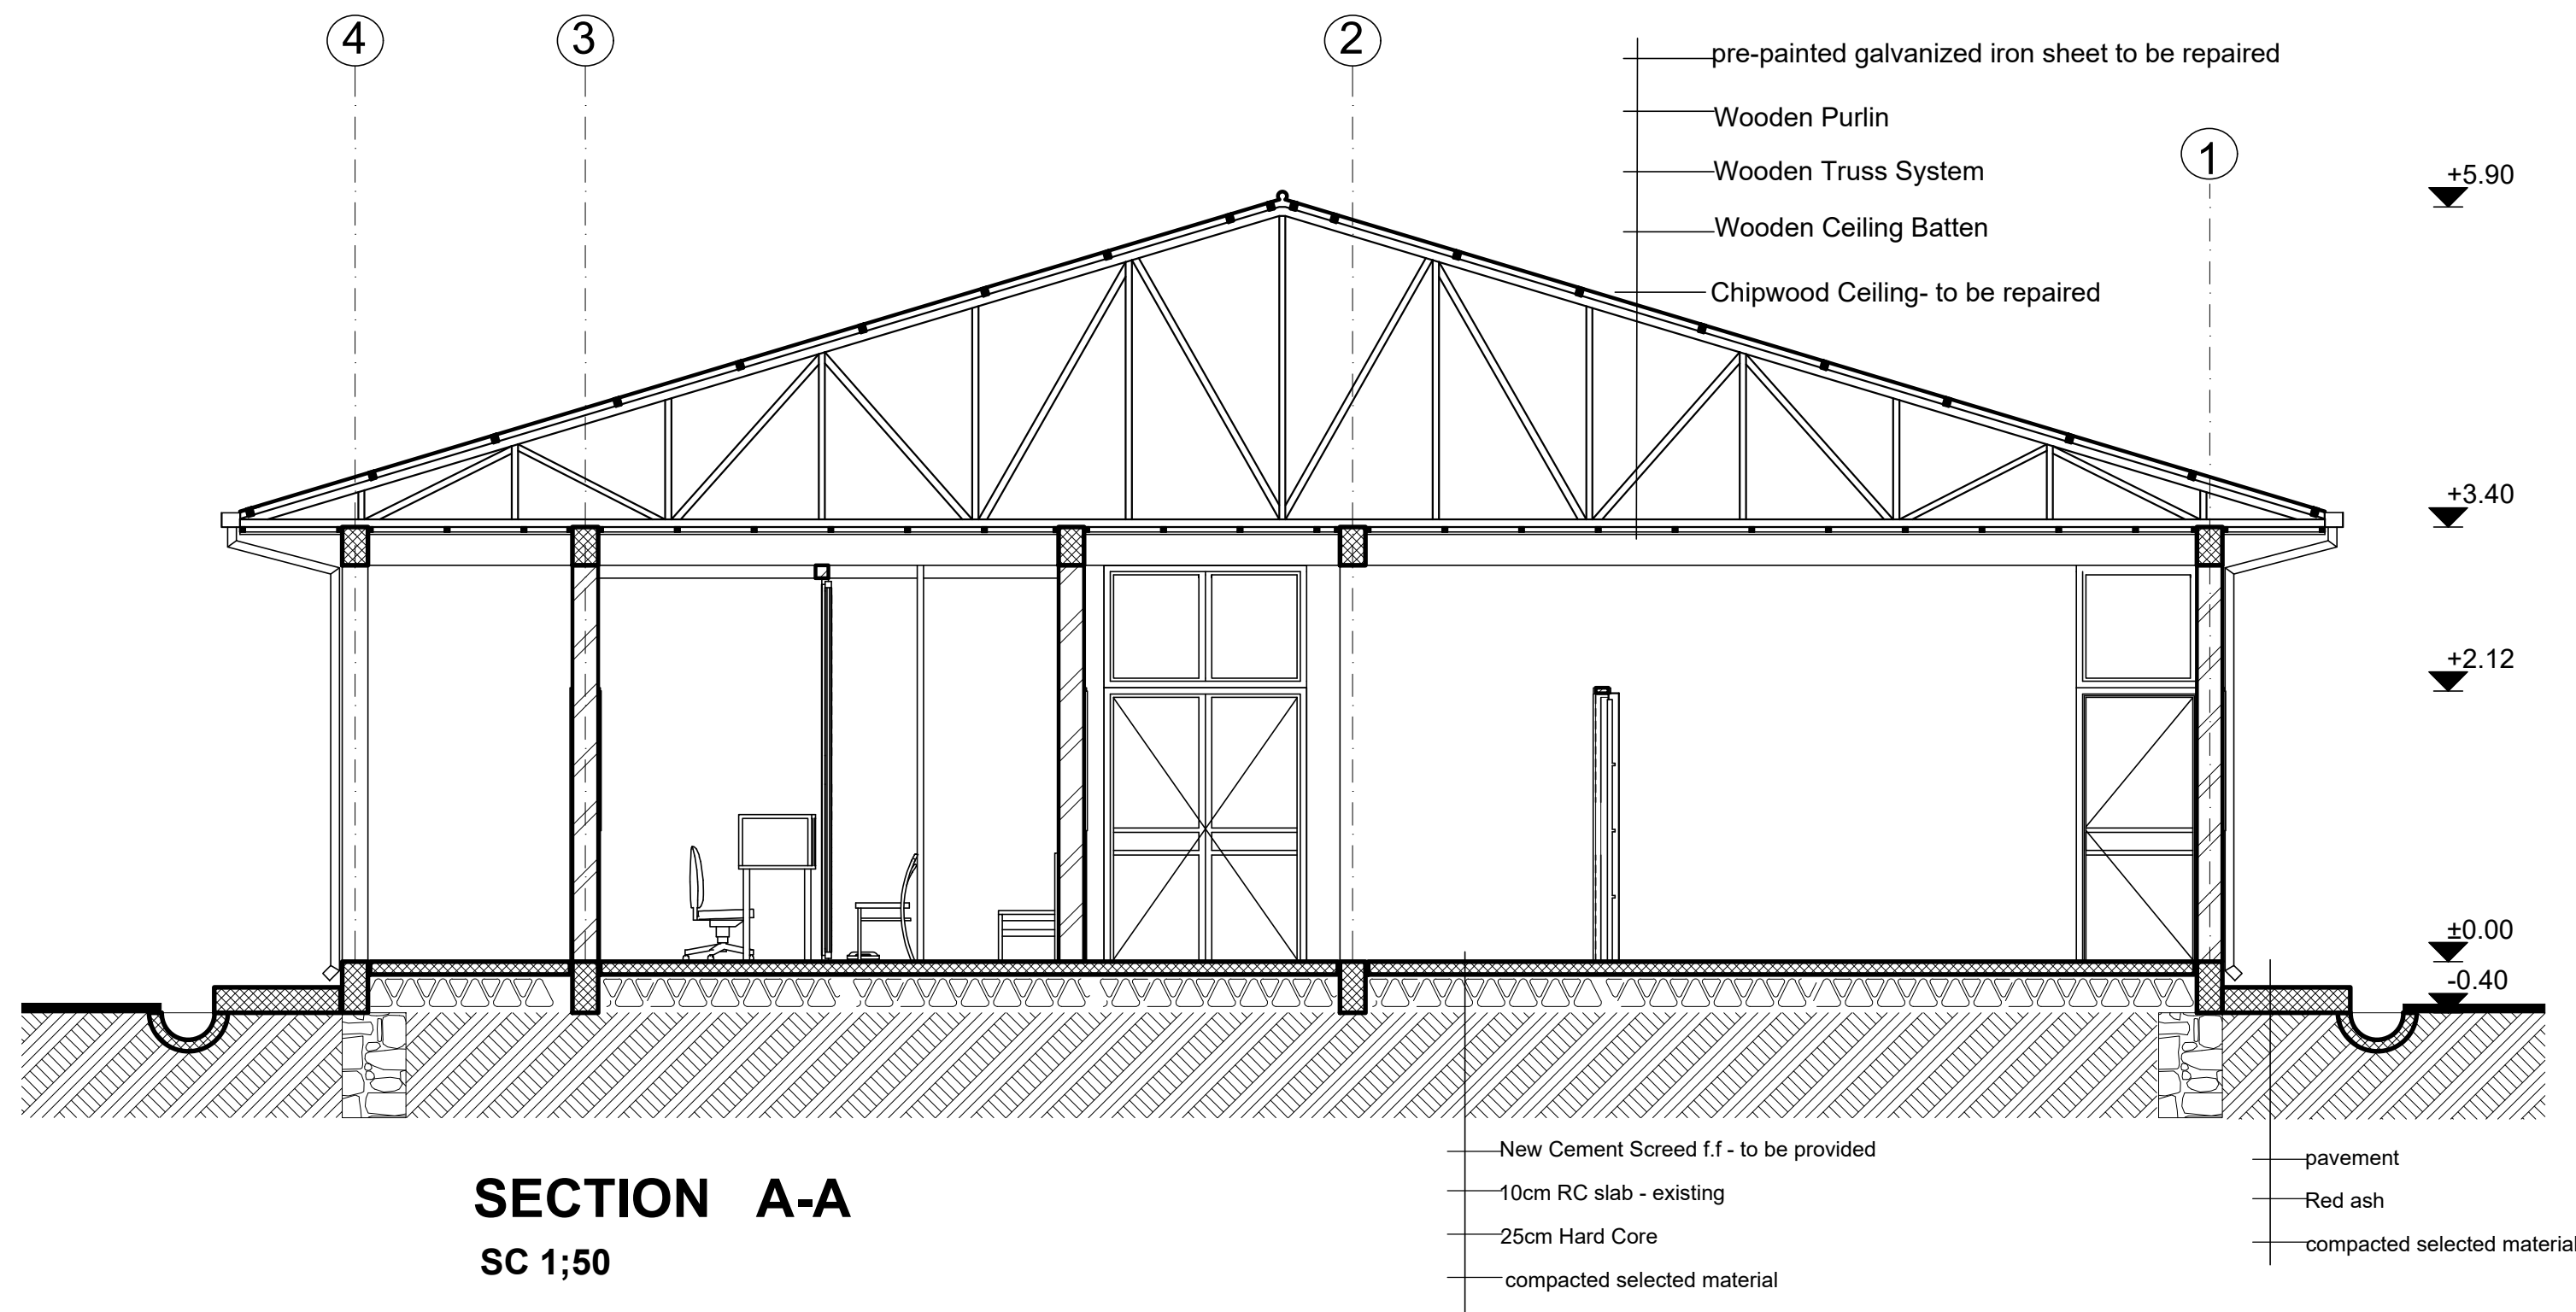 4
3
2
1
pre-painted galvanized iron sheet to be repaired
Wooden Purlin
Wooden Truss System
Wooden Ceiling Batten
Chipwood Ceiling- to be repaired
+5.90
+3.40
+2.12
±0.00
-0.40
New Cement Screed f.f - to be provided
10cm RC slab - existing
25cm Hard Core
compacted selected material
pavement
Red ash
compacted selected material
SECTION A-A
SC 1;50